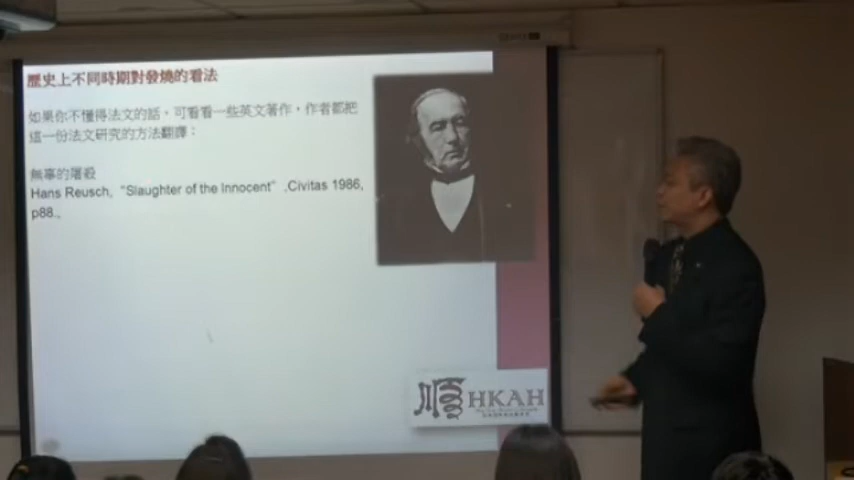 歷史上不同時期對發燒的看法
如果你不懂得法文的話，可看看一些英文著作，作者都把
這一份法文研究的方法翻譯：
無辜的屠殺
Hans Reusch, “Slaughter of the Innocent” ,Civitas 1986,
p88.,
順 HKAH